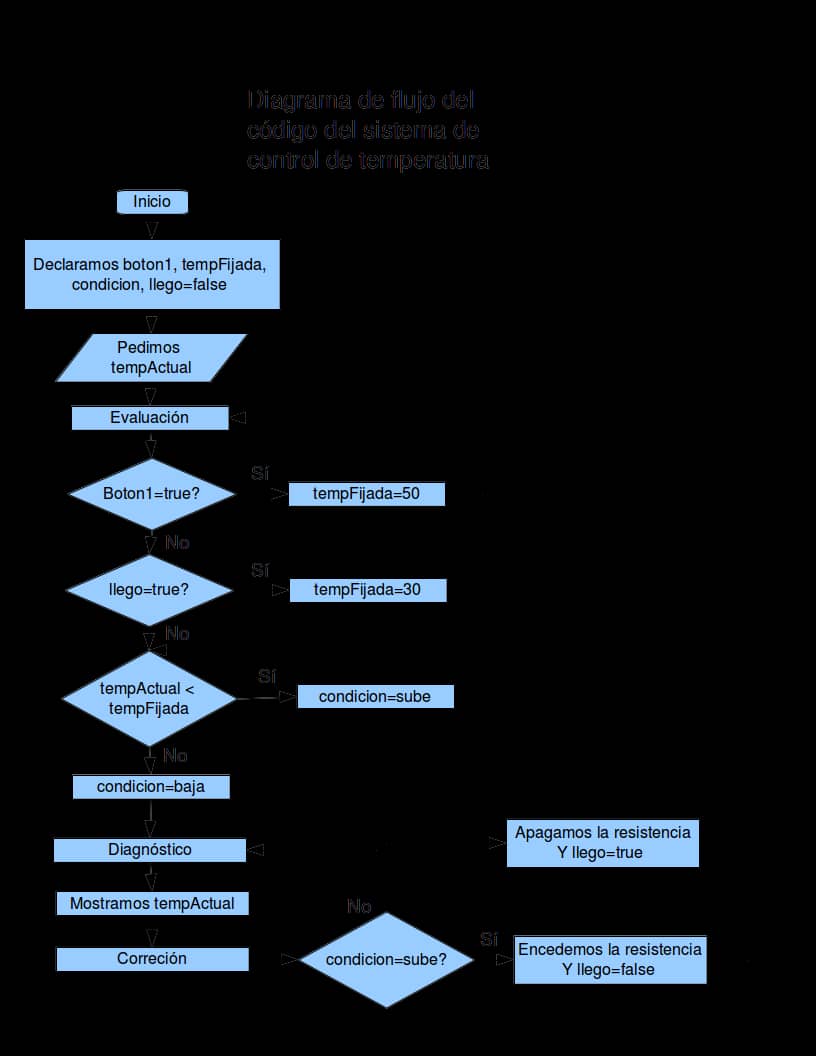 Diagrama de flujo del
código del sistema de
control de temperatura
Inicio
Declaramos boton1, tempFijada,
condicion, llego=false
Pedimos
tempActual
Evaluación
Boton1=true?
Sí
tempFijada=50
No
llego=true?
Sí
tempFijada=30
No
tempActual <
tempFijada
Sí
condicion=sube
No
condicion=baja
Diagnóstico
Apagamos la resistencia
Y llego=true
Mostramos tempActual
No
Correción
condicion=sube?
Sí
Encedemos la resistencia
Y llego=false